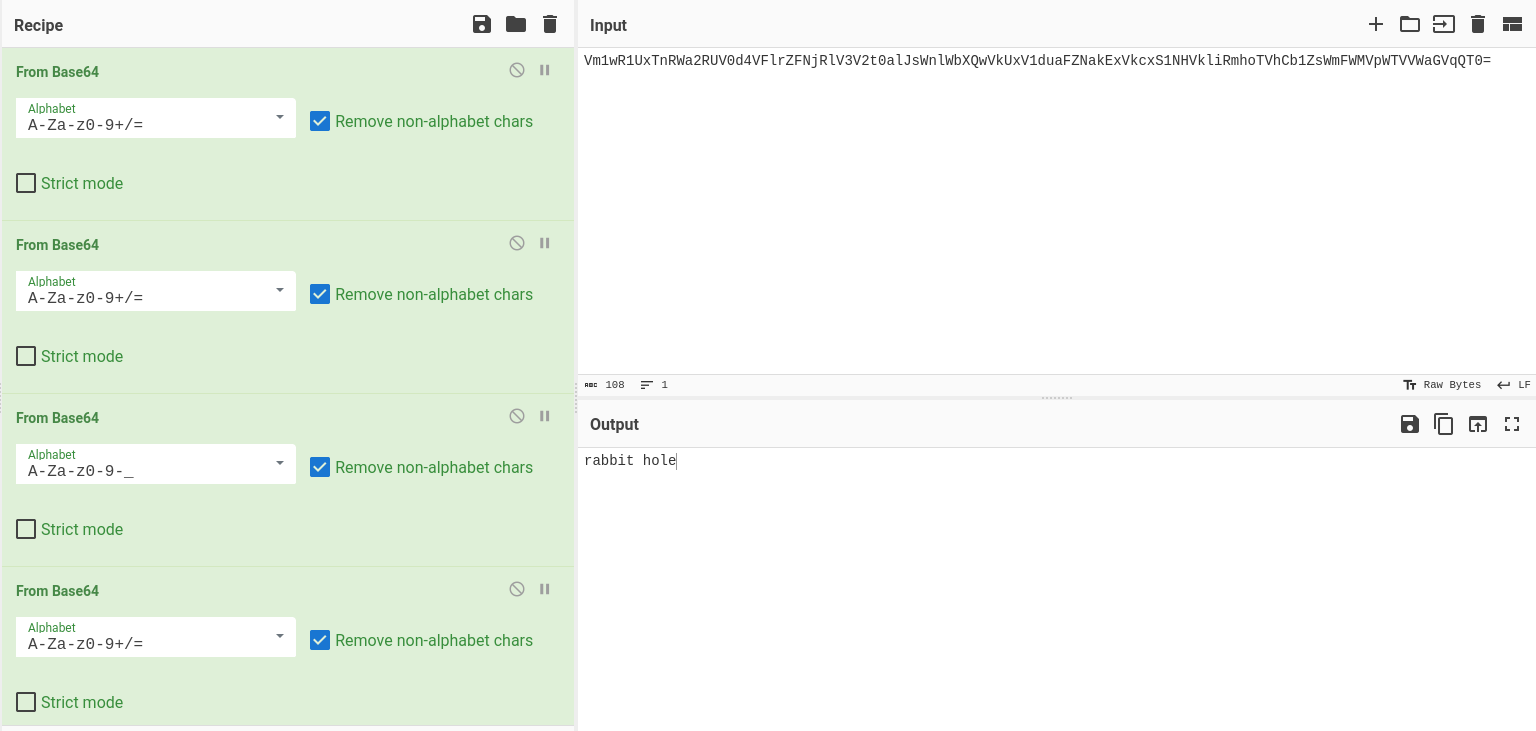 Recipe
From Base64
Alphabet
A-Za-z0-9+/=
Remove non-alphabet chars
Strict mode
From Base64
Alphabet
A-Za-z0-9+/=
Remove non-alphabet chars
Strict mode
From Base64
Alphabet
A-Za-z0-9-_
Remove non-alphabet chars
Strict mode
From Base64
Alphabet
A-Za-z0-9+/=
Remove non-alphabet chars
Strict mode
Input
Vm1wR1UxTnRWa2RUV0d4VFlrZFNjRlV3V2t0alJsWnlWbXQwVkUxV1duaFZNakExVkcxS1NHVkliRmhoTVhCb1ZsWmFWMVpWTVVWaGVqQT0=
ABC 108
1
Raw Bytes
LF
Output
rabbit hole